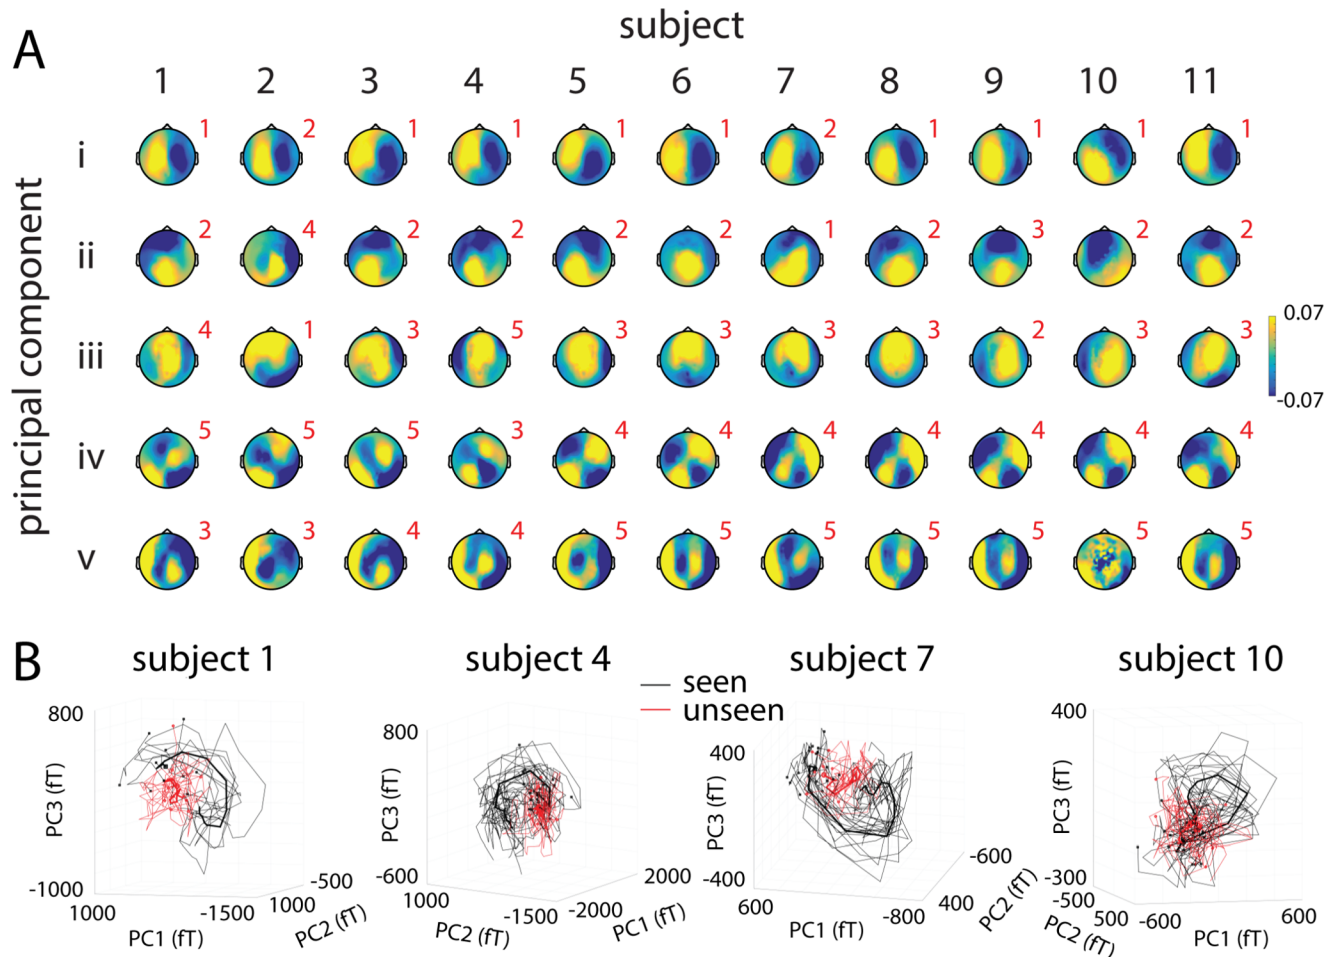 A
subject
1 2 3 4 5 6 7 8 9 10 11
principal component
i 1 2 1 1 1 1 2 1 1 1 1
ii 2 4 2 2 2 2 1 2 3 2 2
iii 4 1 3 5 3 3 3 3 2 3 3
iv 5 5 5 3 4 4 4 4 4 4 4
v 3 3 4 4 5 5 5 5 5 5 5
0.07
-0.07
B
subject 1
subject 4
subject 7
subject 10
seen
unseen
800
PC3 (fT)
-1000
1000
-1500
PC1 (fT)
1000
-500
PC2 (fT)
800
PC3 (fT)
-600
1000
-1500
PC2 (fT)
-2000
2000
PC1 (fT)
400
PC3 (fT)
-400
600
-800
PC1 (fT)
400
-600
PC2 (fT)
400
PC3 (fT)
-300
-500
500
PC2 (fT)
-600
600
PC1 (fT)